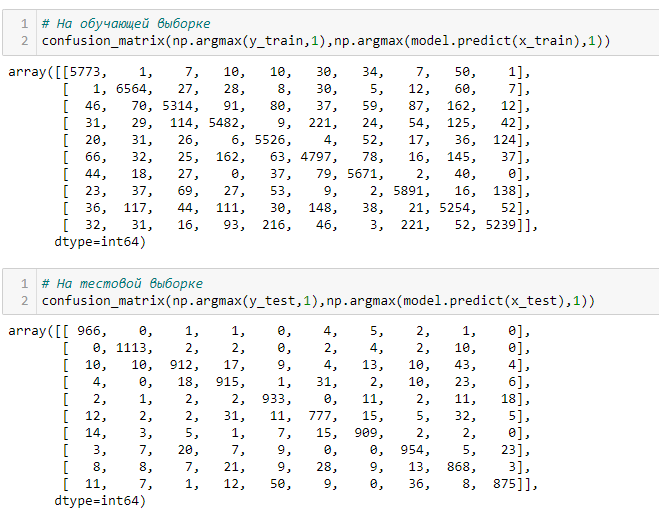 1 # На обучающей выборке
2 confusion_matrix(np.argmax(y_train,1),np.argmax(model.predict(x_train),1))
array([[5773, 1, 7, 10, 10, 30, 34, 7, 50, 1],
[ 1, 6564, 27, 28, 8, 30, 5, 12, 60, 7],
[ 46, 70, 5314, 91, 80, 37, 59, 87, 162, 12],
[ 31, 29, 114, 5482, 9, 221, 24, 54, 125, 42],
[ 20, 31, 26, 6, 5526, 4, 52, 17, 36, 124],
[ 66, 32, 25, 162, 63, 4797, 78, 16, 145, 37],
[ 44, 18, 27, 0, 37, 79, 5671, 2, 40, 0],
[ 23, 37, 69, 27, 53, 9, 2, 5891, 16, 138],
[ 36, 117, 44, 111, 30, 148, 38, 21, 5254, 52],
[ 32, 31, 16, 93, 216, 46, 3, 221, 52, 5239]],
dtype=int64)
1 # На тестовой выборке
2 confusion_matrix(np.argmax(y_test,1),np.argmax(model.predict(x_test),1))
array([[ 966, 0, 1, 1, 0, 4, 5, 2, 1, 0],
[ 0, 1113, 2, 2, 0, 2, 4, 2, 10, 0],
[ 10, 10, 912, 17, 9, 4, 13, 10, 43, 4],
[ 4, 0, 18, 915, 1, 31, 2, 10, 23, 6],
[ 2, 1, 2, 2, 933, 0, 11, 2, 11, 18],
[ 12, 2, 2, 31, 11, 777, 15, 5, 32, 5],
[ 14, 3, 5, 1, 7, 15, 909, 2, 2, 0],
[ 3, 7, 20, 7, 9, 0, 0, 954, 5, 23],
[ 8, 8, 7, 21, 9, 28, 9, 13, 868, 3],
[ 11, 7, 1, 12, 50, 9, 0, 36, 8, 875]],
dtype=int64)